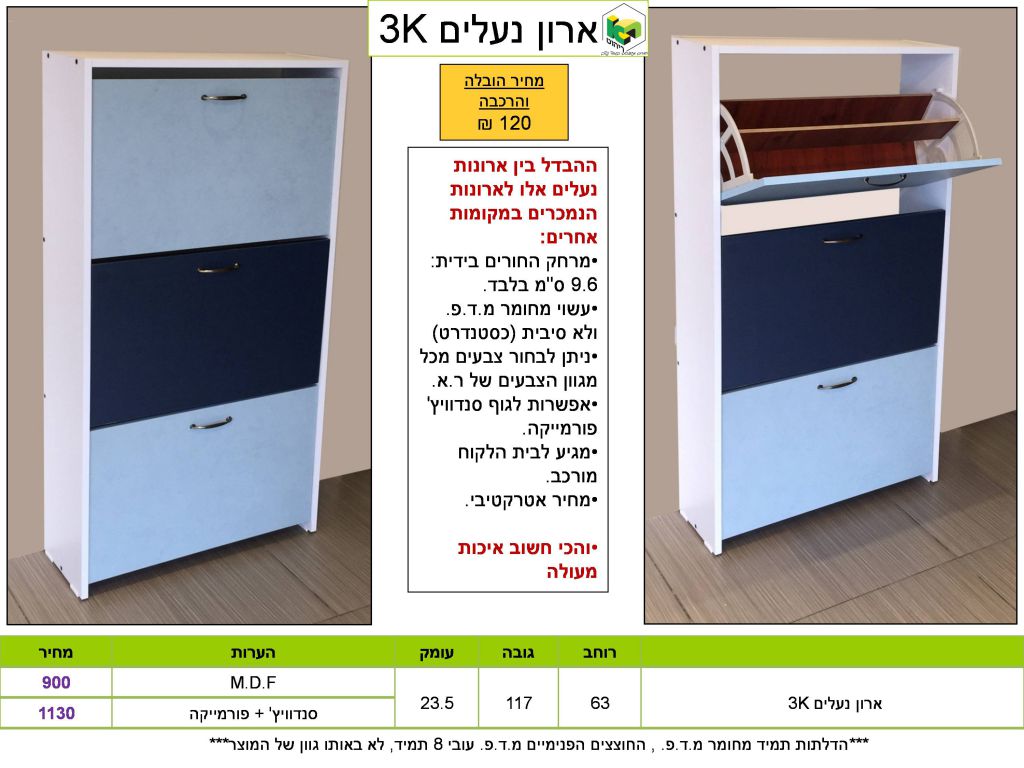 ארון נעלים 3K
ריהוט
מחיר הובלה
והרכבה
120 ₪
ההבדל בין ארונות
נעלים אלו לארונות
הנמכרים במקומות
אחרים:
•מרחק החורים בידית:
9.6 ס"מ בלבד.
•עשוי מחומר מ.ד.פ.
ולא סיבית (כסטנדרט)
•ניתן לבחור צבעים מכל
מגוון הצבעים של ר.א.
•אפשרות לגוף סנדוויץ'
פורמייקה.
•מגיע לבית הלקוח
מורכב.
•מחיר אטרקטיבי.
•והכי חשוב איכות
מעולה
רוחב גובה עומק הערות מחיר
ארון נעלים 3K 63 117 23.5 M.D.F 900
סנדוויץ' + פורמייקה 1130
***הדלתות תמיד מחומר מ.ד.פ. , החוצצים הפנימיים מ.ד.פ. עובי 8 תמיד, לא באותו גוון של המוצר***